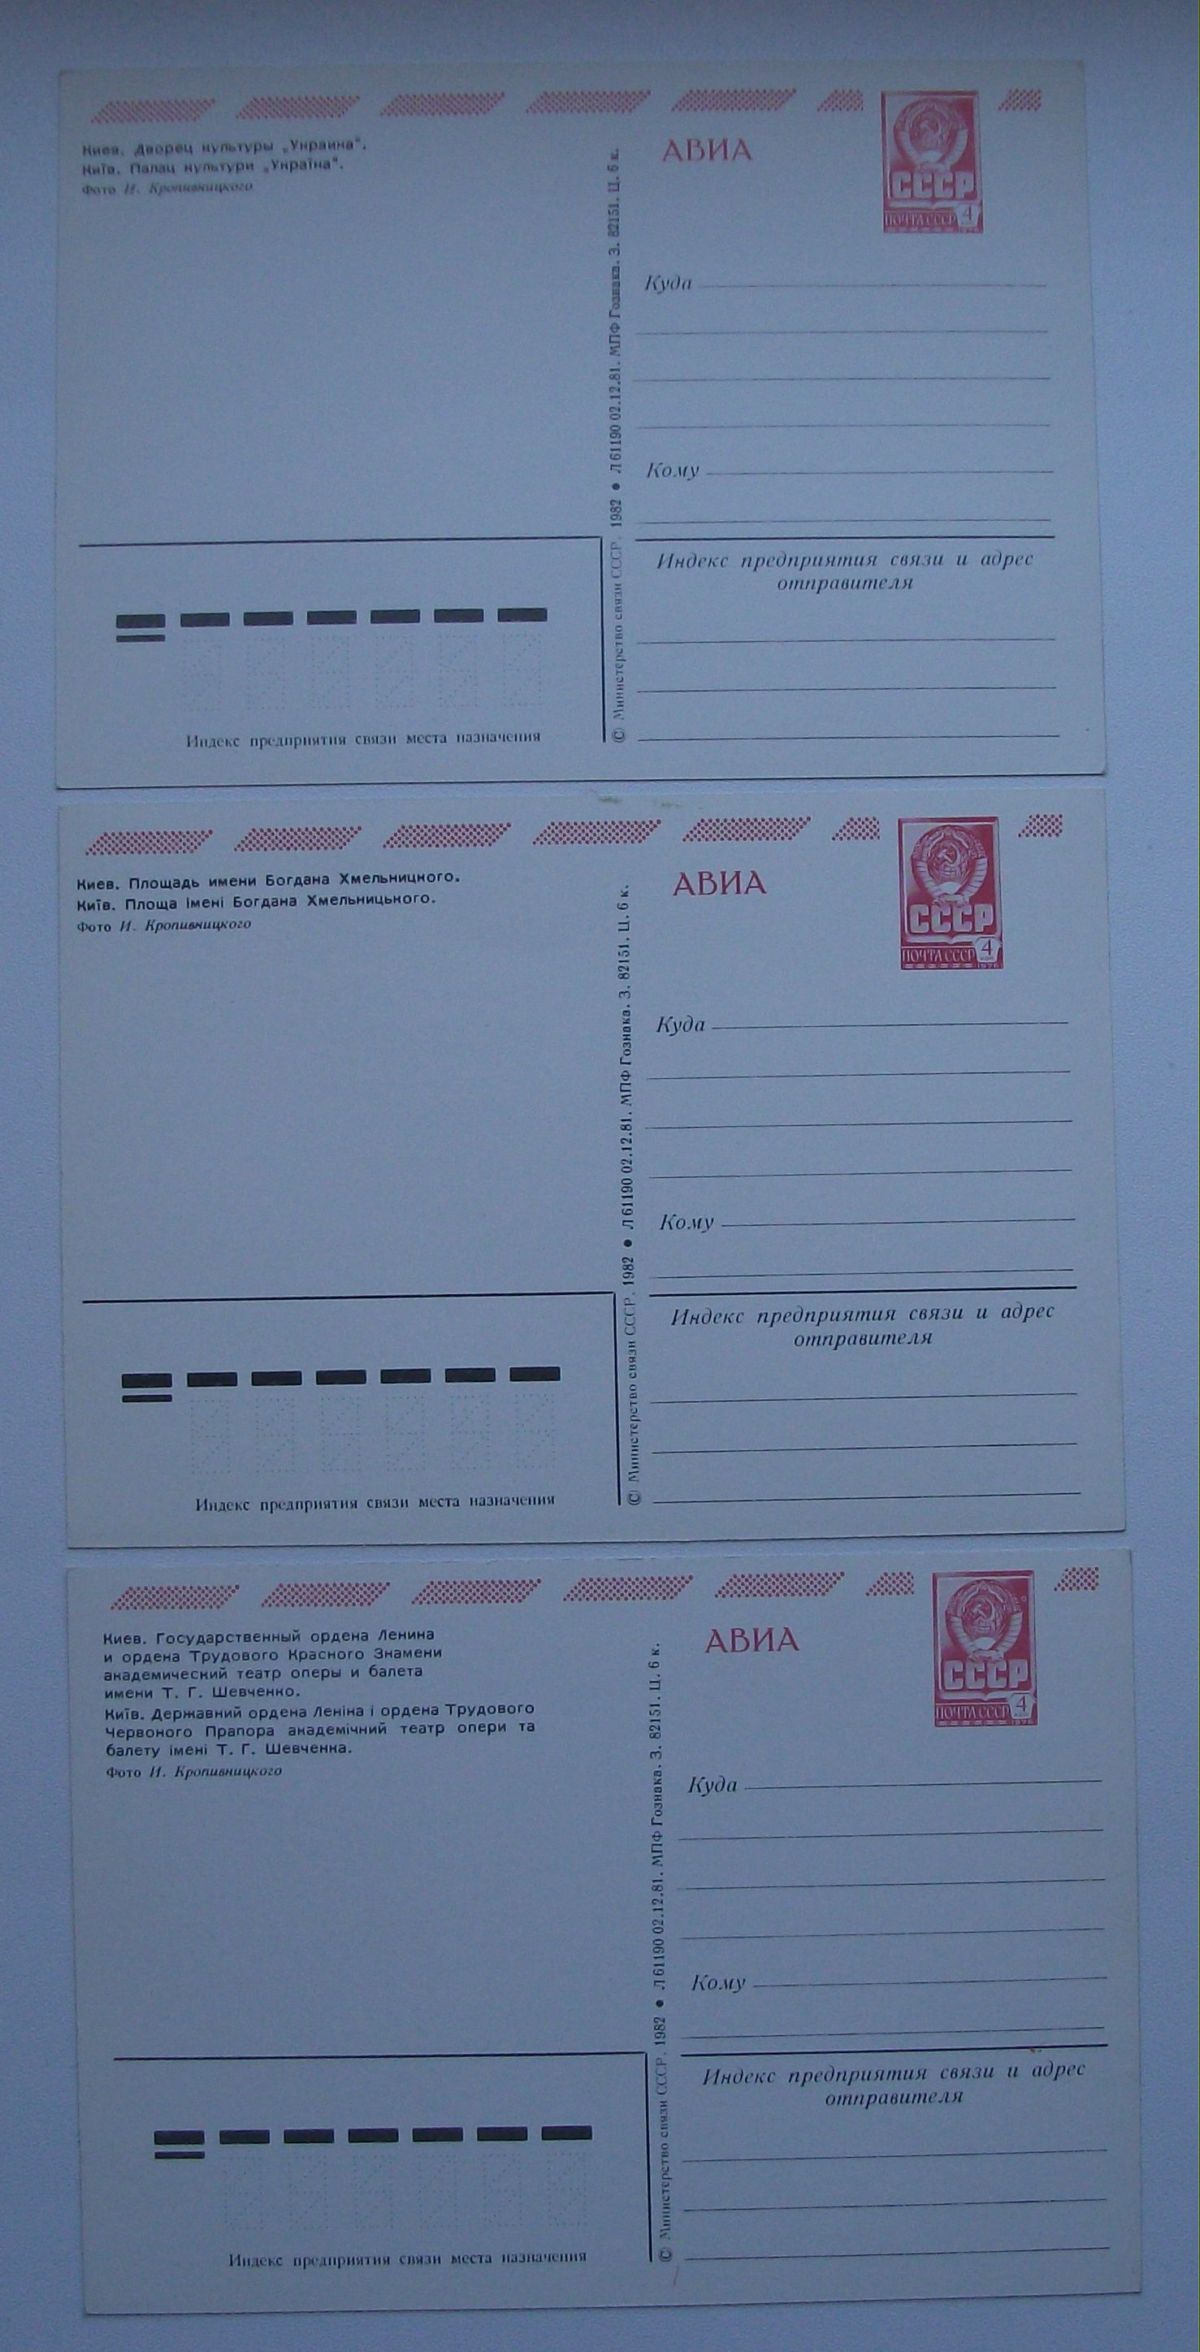 Киев. Дворец культуры „Украина“.
Київ. Палац культури „Україна“.
Фото И. Кропивницкого
АВИА
СССР
ПОЧТА СССР 4
Куда
Кому
Индекс предприятия связи и адрес
отправителя
Индекс предприятия связи места назначения
© Министерство связи СССР. 1982 ● Л 61190 02.12.81. МПФ Гознака. З. 82151. Ц. 6 к.
Киев. Площадь имени Богдана Хмельницкого.
Київ. Площа імені Богдана Хмельницького.
Фото И. Кропивницкого
АВИА
СССР
ПОЧТА СССР 4
1976
Куда
Кому
Индекс предприятия связи и адрес
отправителя
Индекс предприятия связи места назначения
© Министерство связи СССР. 1982 ● Л 61190 02.12.81. МПФ Гознака. З. 82151. Ц. 6 к.
Киев. Государственный ордена Ленина
и ордена Трудового Красного Знамени
академический театр оперы и балета
имени Т. Г. Шевченко.
Київ. Державний ордена Леніна і ордена Трудового
Червоного Прапора академічний театр опери та
балету імені Т. Г. Шевченка.
Фото И. Кропивницкого
АВИА
СССР
ПОЧТА СССР 4
1976
Куда
Кому
Индекс предприятия связи и адрес
отправителя
Индекс предприятия связи места назначения
© Министерство связи СССР. 1982 ● Л 61190 02.12.81. МПФ Гознака. З. 82151. Ц. 6 к.